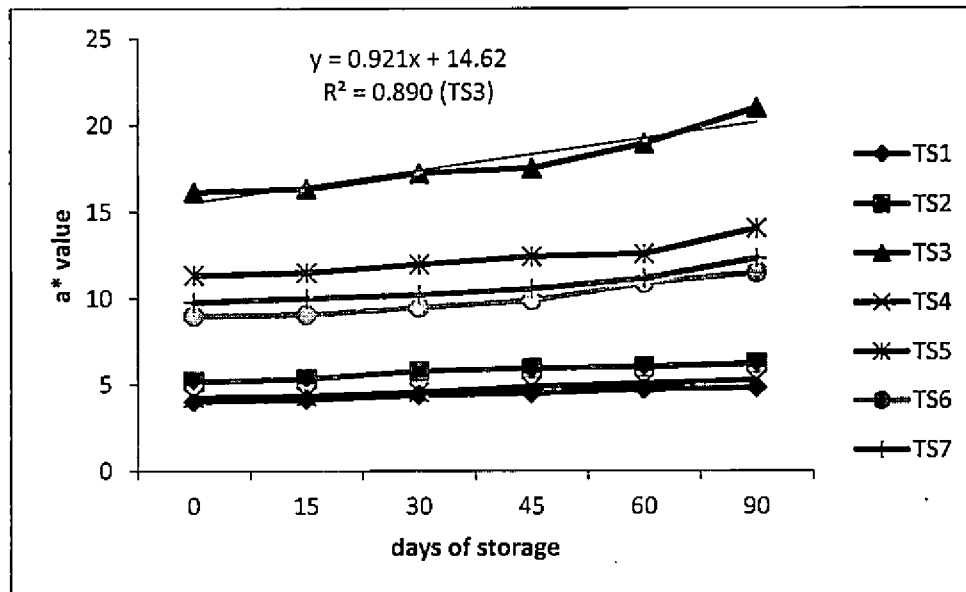 25
20
15
10
5
0
a* value
y = 0.921x + 14.62
R² = 0.890 (TS3)
0 15 30 45 60 90
days of storage
TS1
TS2
TS3
TS4
TS5
TS6
TS7